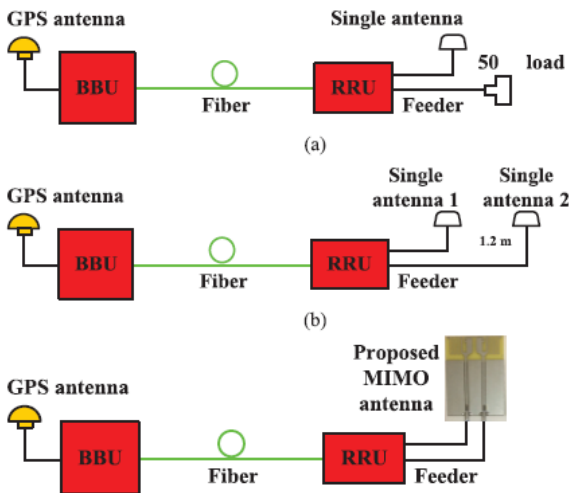 GPS antenna
Single antenna
50 load
BBU
RRU
Fiber
Feeder
(a)
GPS antenna
Single
antenna 1
Single
antenna 2
1.2 m
BBU
RRU
Fiber
Feeder
(b)
Proposed
MIMO
antenna
GPS antenna
BBU
RRU
Fiber
Feeder